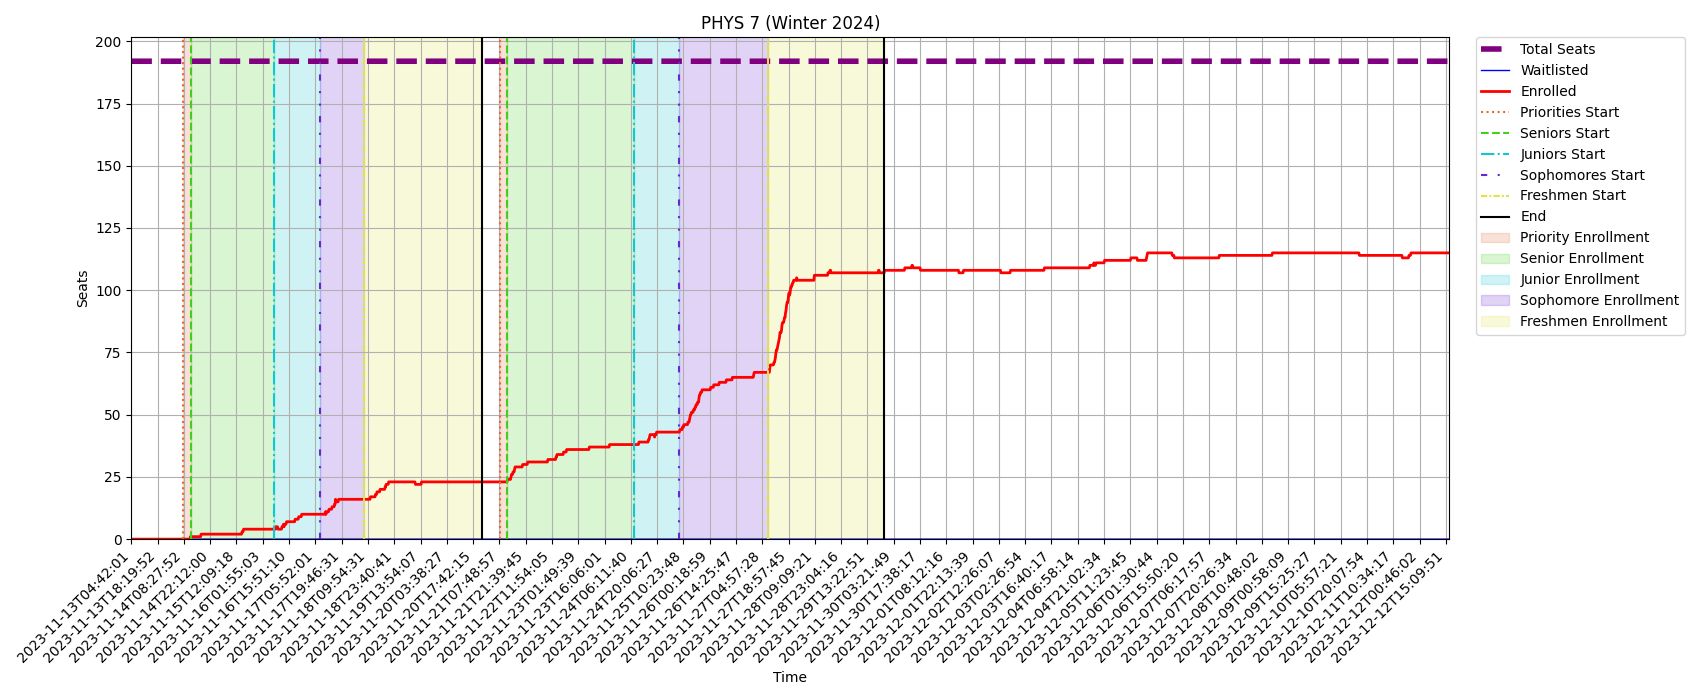 PHYS 7 (Winter 2024)
200
175
150
125
100
75
50
25
0
Seats
2023-11-13T04:42:01
2023-11-13T18:19:52
2023-11-14T08:27:52
2023-11-14T22:12:00
2023-11-15T12:09:18
2023-11-16T01:55:03
2023-11-16T15:51:10
2023-11-17T05:52:01
2023-11-17T19:46:31
2023-11-18T09:54:31
2023-11-18T23:40:41
2023-11-19T13:54:07
2023-11-20T03:38:27
2023-11-20T17:42:15
2023-11-21T07:48:57
2023-11-21T21:39:45
2023-11-22T11:54:05
2023-11-23T01:49:39
2023-11-23T16:06:01
2023-11-24T06:11:40
2023-11-24T20:06:27
2023-11-25T10:23:48
2023-11-26T00:18:59
2023-11-26T14:25:47
2023-11-27T04:57:28
2023-11-27T18:57:45
2023-11-28T09:09:21
2023-11-28T23:04:16
2023-11-29T13:22:51
2023-11-30T03:21:49
2023-11-30T17:38:17
2023-12-01T08:12:16
2023-12-01T22:13:39
2023-12-02T12:26:07
2023-12-03T02:26:54
2023-12-03T16:40:17
2023-12-04T06:58:14
2023-12-04T21:02:34
2023-12-05T11:23:45
2023-12-06T01:30:44
2023-12-06T15:50:20
2023-12-07T06:17:57
2023-12-07T20:26:34
2023-12-08T10:48:02
2023-12-09T00:58:09
2023-12-09T15:25:27
2023-12-10T05:57:21
2023-12-10T20:07:54
2023-12-11T10:34:17
2023-12-12T00:46:02
2023-12-12T15:09:51
Time
Total Seats
Waitlisted
Enrolled
Priorities Start
Seniors Start
Juniors Start
Sophomores Start
Freshmen Start
End
Priority Enrollment
Senior Enrollment
Junior Enrollment
Sophomore Enrollment
Freshmen Enrollment